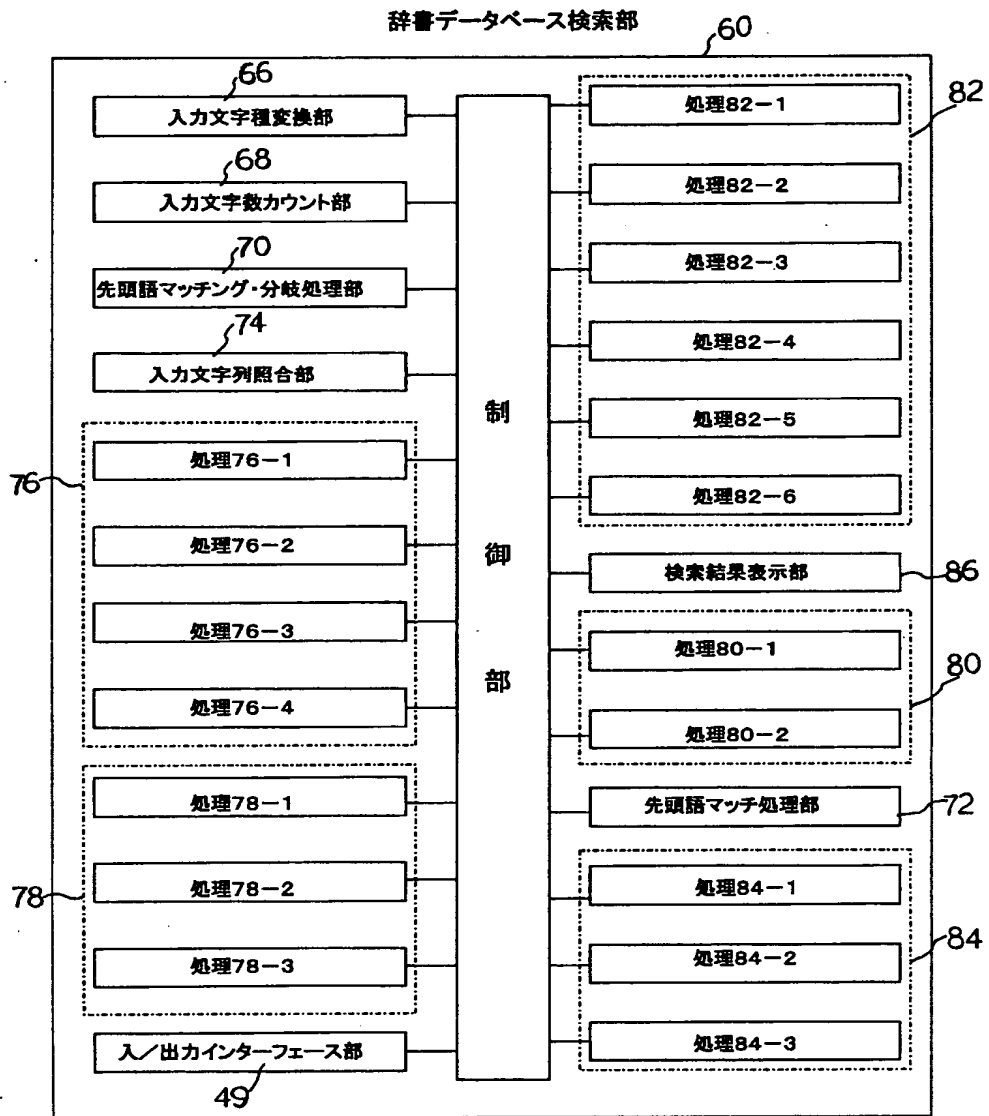 辞書データベース検索部
60
66
入力文字種変換部
68
入力文字数カウント部
70
先頭語マッチング・分岐処理部
74
入力文字列照合部
76
処理76-1
処理76-2
処理76-3
処理76-4
78
処理78-1
処理78-2
処理78-3
入/出力インターフェース部
49
制
御
部
82
処理82-1
処理82-2
処理82-3
処理82-4
処理82-5
処理82-6
検索結果表示部
86
80
処理80-1
処理80-2
先頭語マッチ処理部
72
84
処理84-1
処理84-2
処理84-3